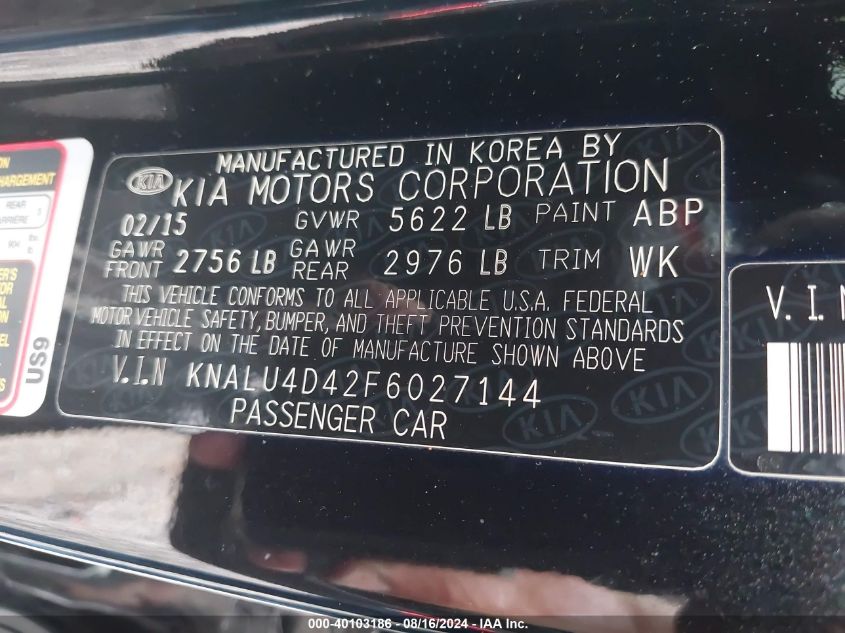 MANUFACTURED IN KOREA BY
KIA KIA MOTORS CORPORATION
02/15 GVWR 5622 LB PAINT ABP
GAWR FRONT 2756 LB GAWR REAR 2976 LB TRIM WK
THIS VEHICLE CONFORMS TO ALL APPLICABLE U.S.A. FEDERAL
MOTOR VEHICLE SAFETY, BUMPER, AND THEFT PREVENTION STANDARDS
IN EFFECT ON THE DATE OF MANUFACTURE SHOWN ABOVE
V.I.N KNALU4D42F6027144
PASSENGER CAR
REAR 3
904
US9
V.I.N
000-40103186 - 08/16/2024 - IAA Inc.